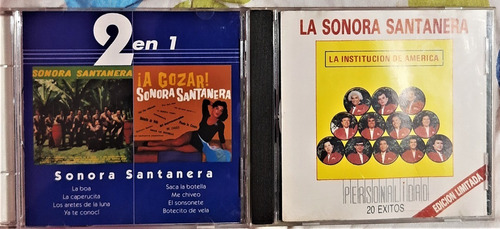 2 en 1
SONORA SANTANERA
¡A GOZAR!
SONORA SANTANERA
Sonora Santanera
La boa
La caperucita
Los aretes de la luna
Ya te conocí
Saca la botella
Me chiveo
El sonsonete
Botecito de vela
LA SONORA SANTANERA
LA INSTITUCION DE AMERICA
PERSONALIDAD
20 EXITOS
EDICION LIMITADA